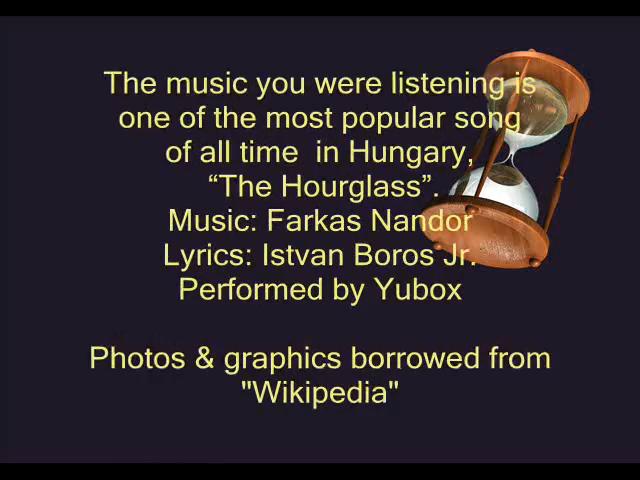 The music you were listening is
one of the most popular song
of all time  in Hungary,
“The Hourglass”.
Music: Farkas Nandor
Lyrics: Istvan Boros Jr.
Performed by Yubox
Photos & graphics borrowed from
"Wikipedia"